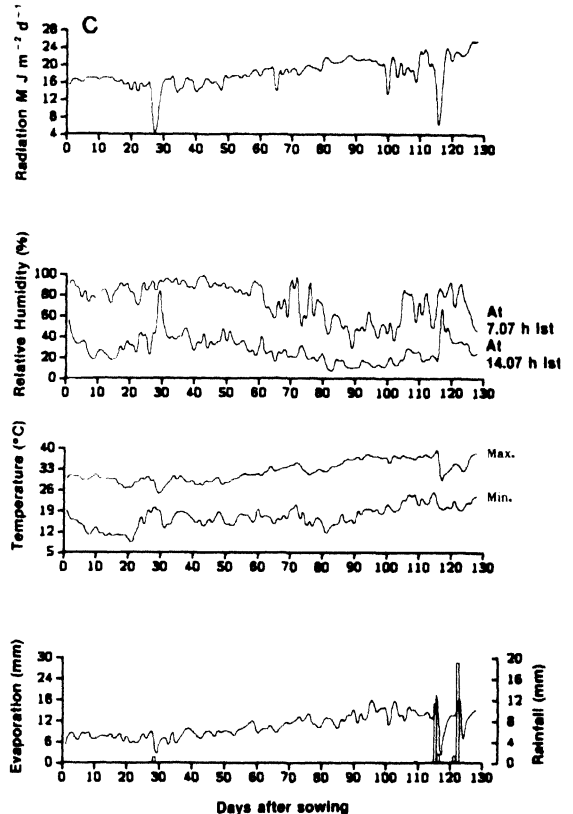 C
Radiation M J m⁻² d⁻¹
28
24
20
16
12
8
4
0 10 20 30 40 50 60 70 80 90 100 110 120 130
Relative Humidity (%)
100
80
60
40
20
0
At
7.07 h Ist
At
14.07 h Ist
0 10 20 30 40 50 60 70 80 90 100 110 120 130
Temperature (°C)
40
33
26
19
12
5
Max.
Min.
0 10 20 30 40 50 60 70 80 90 100 110 120 130
Evaporation (mm)
30
24
18
12
6
0
20
16
12
8
4
0
Rainfall (mm)
0 10 20 30 40 50 60 70 80 90 100 110 120 130
Days after sowing